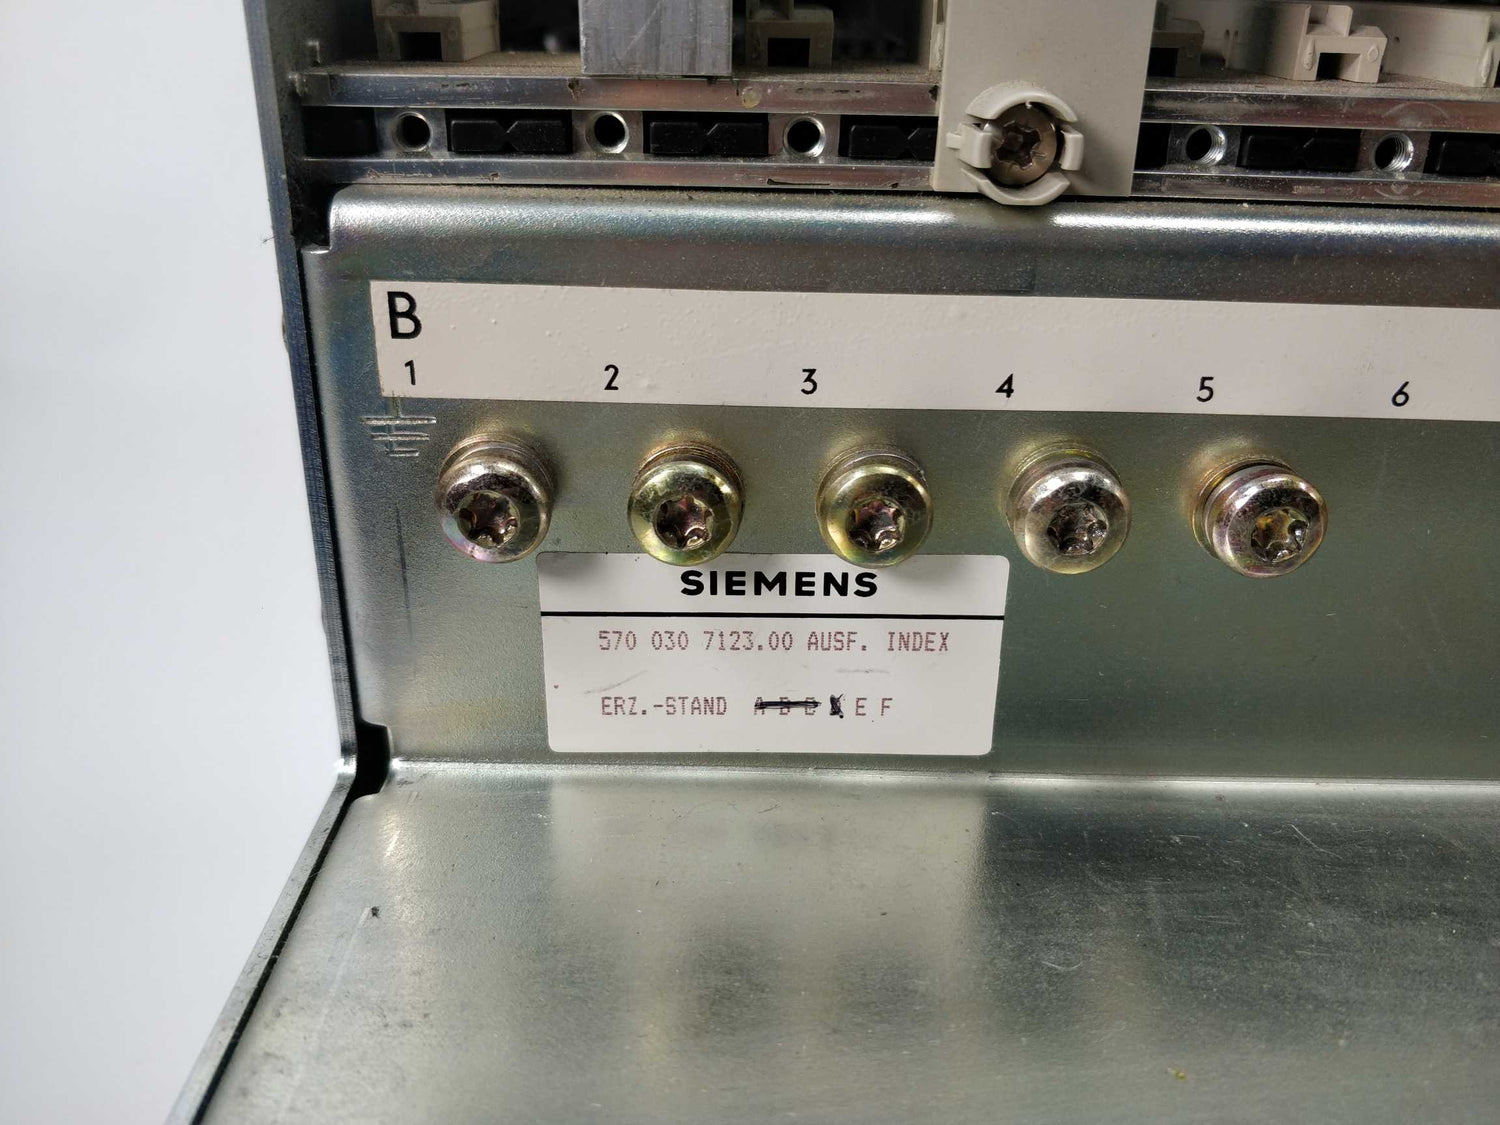 B
1 2 3 4 5 6
SIEMENS
570 030 7123.00 AUSF. INDEX
ERZ.-STAND A B C E F